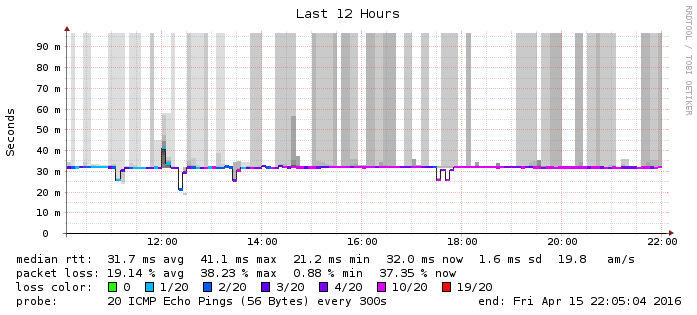 Last 12 Hours
RRDTOOL / TOBI OETIKER
Seconds
90 m
80 m
70 m
60 m
50 m
40 m
30 m
20 m
10 m
0
12:00 14:00 16:00 18:00 20:00 22:00
median rtt: 31.7 ms avg 41.1 ms max 21.2 ms min 32.0 ms now 1.6 ms sd 19.8 am/s
packet loss: 19.14 % avg 38.23 % max 0.88 % min 37.35 % now
loss color: 0 1/20 2/20 3/20 4/20 10/20 19/20
probe: 20 ICMP Echo Pings (56 Bytes) every 300s end: Fri Apr 15 22:05:04 2016